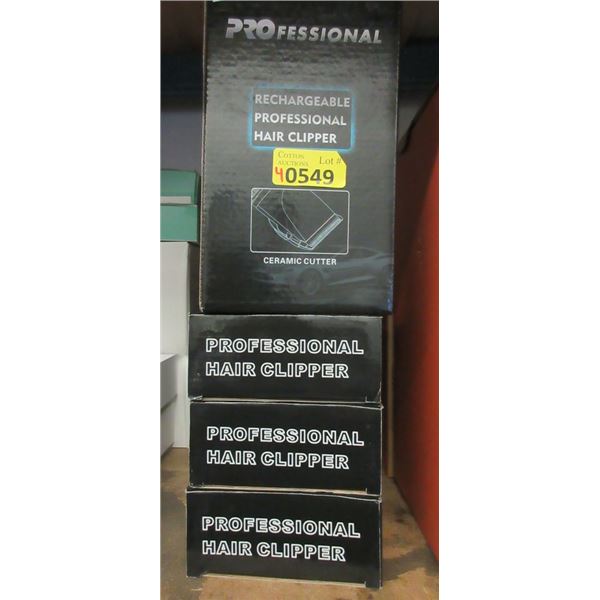 PROFESSIONAL
RECHARGEABLE
PROFESSIONAL
HAIR CLIPPER
COTTON AUCTIONS Lot #
40549
CERAMIC CUTTER
PROFESSIONAL
HAIR CLIPPER
PROFESSIONAL
HAIR CLIPPER
PROFESSIONAL
HAIR CLIPPER